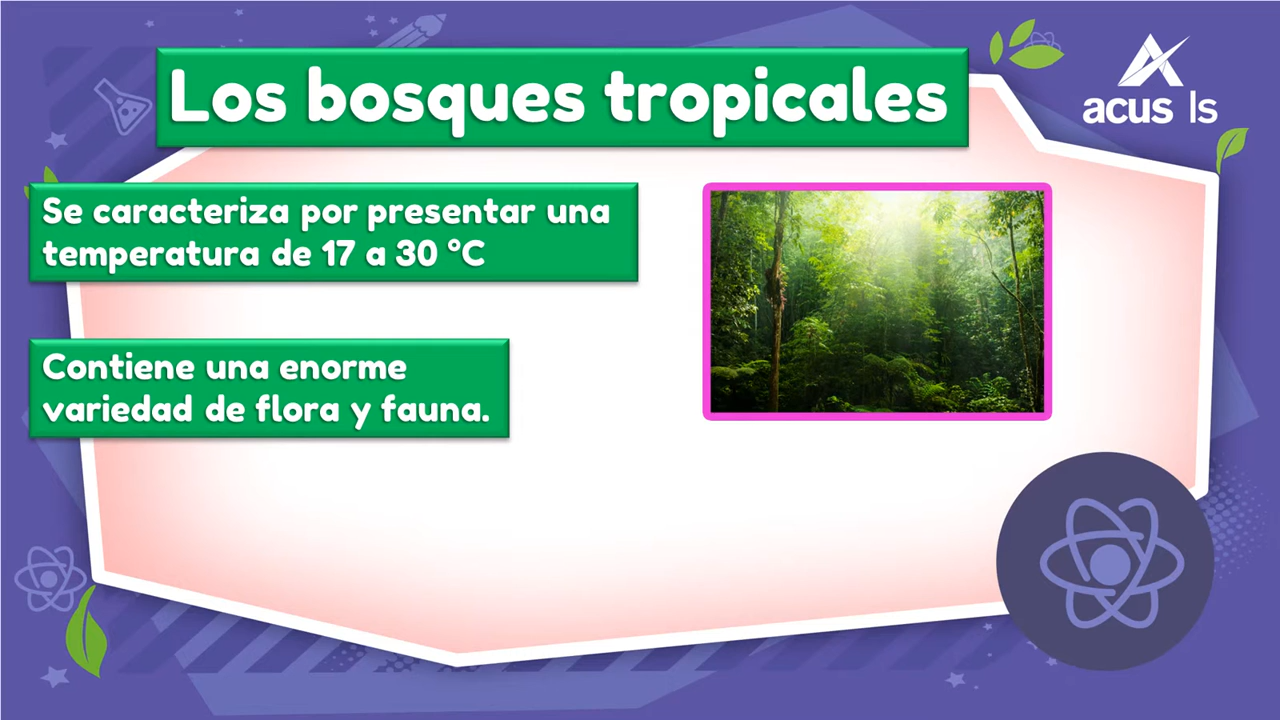 Los bosques tropicales
acus ls
Se caracteriza por presentar una
temperatura de 17 a 30 °C
Contiene una enorme
variedad de flora y fauna.